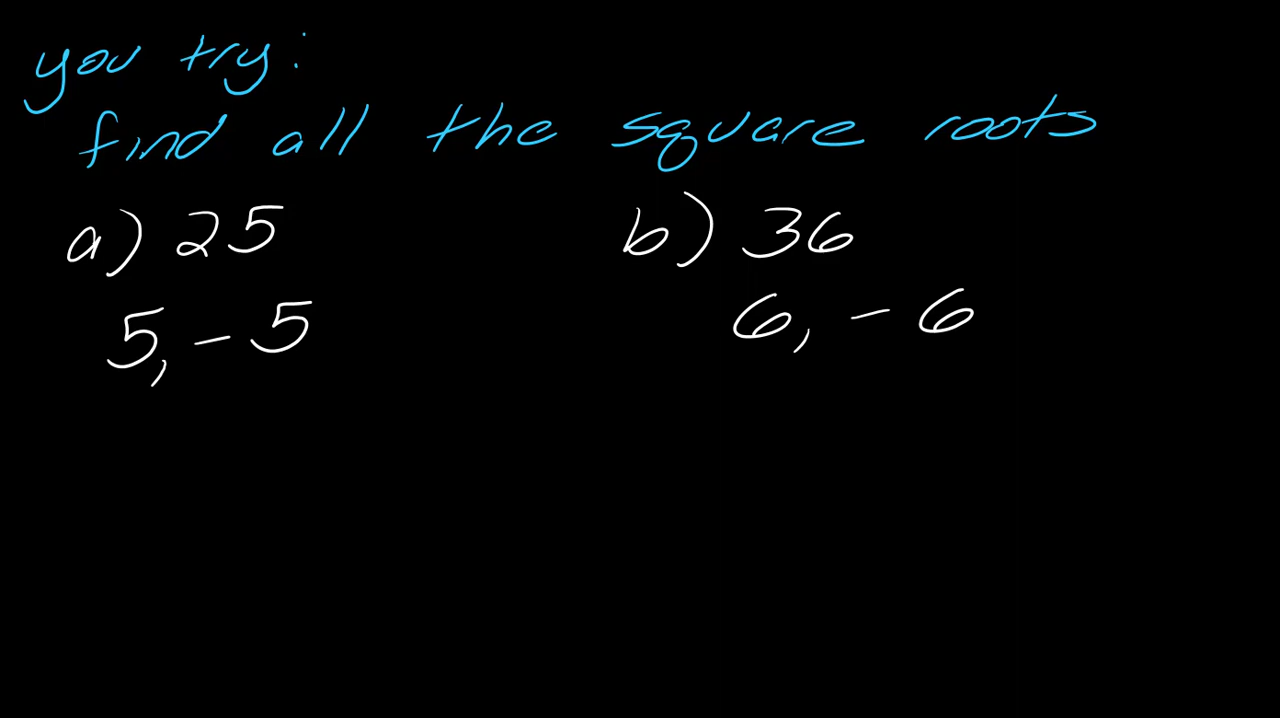 you try:
find all the square roots
a) 25
b) 36
5, - 5
6, - 6